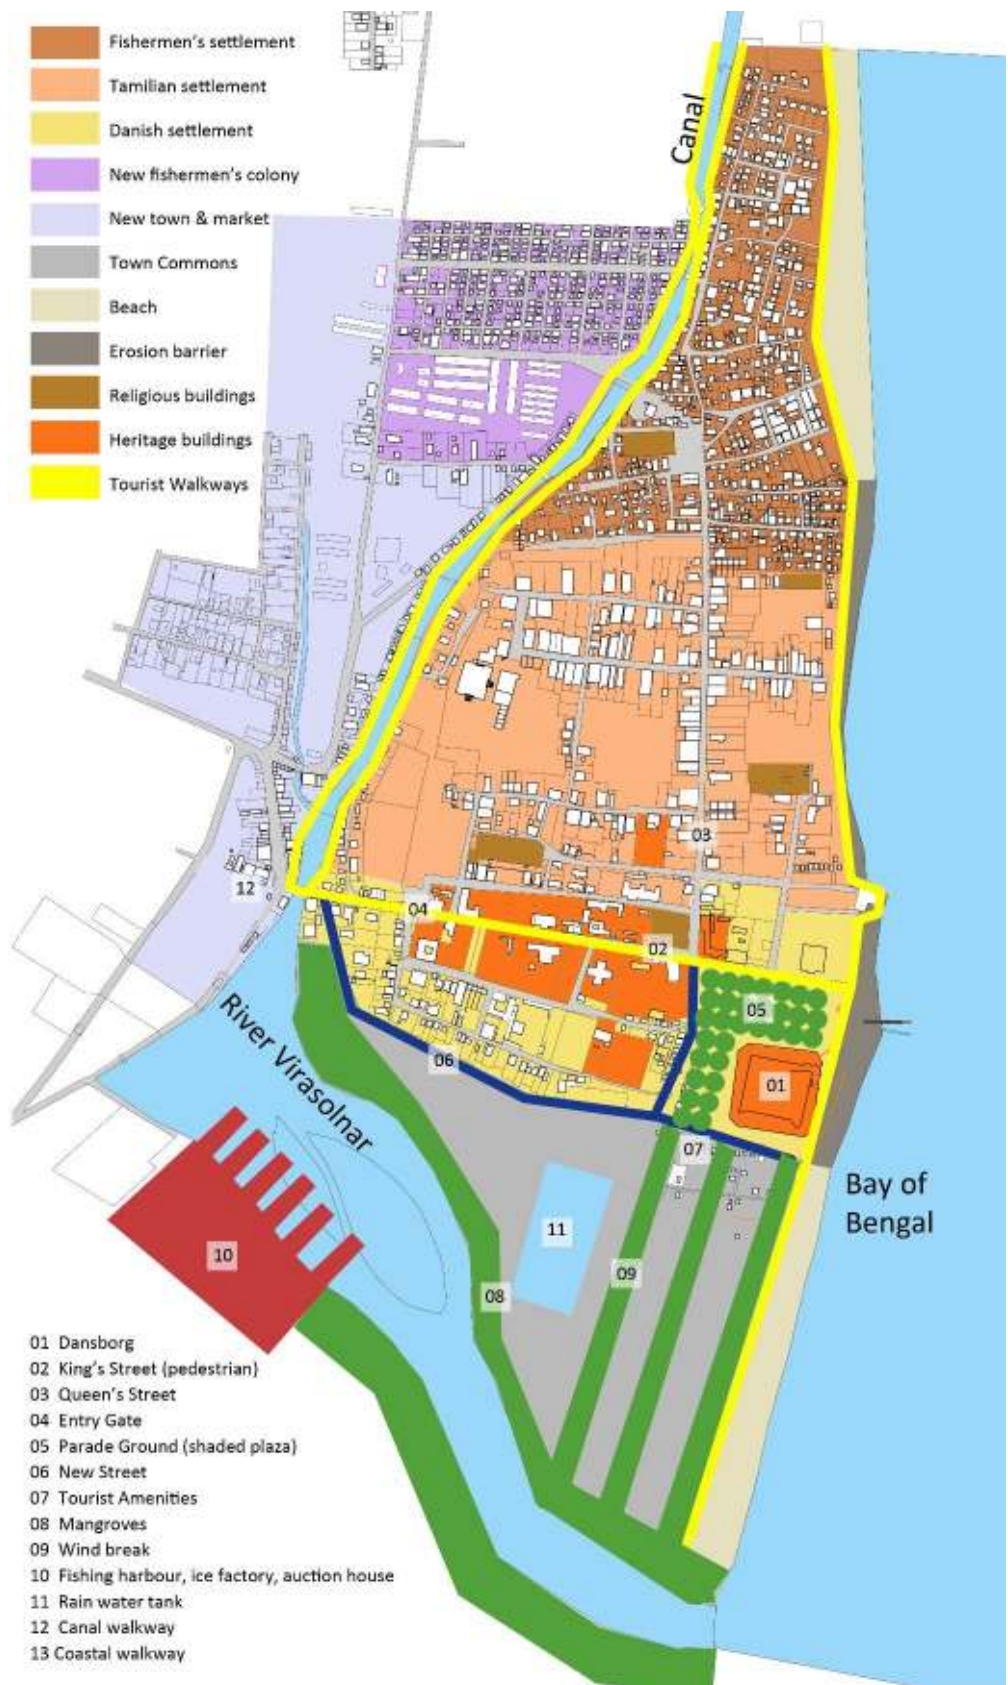 Fishermen's settlement
Tamilian settlement
Danish settlement
New fishermen's colony
New town & market
Town Commons
Beach
Erosion barrier
Religious buildings
Heritage buildings
Tourist Walkways
Canal
03
12
04
02
05
River Virasolnar
06
01
07
Bay of
Bengal
11
10
09
08
01 Dansborg
02 King's Street (pedestrian)
03 Queen's Street
04 Entry Gate
05 Parade Ground (shaded plaza)
06 New Street
07 Tourist Amenities
08 Mangroves
09 Wind break
10 Fishing harbour, ice factory, auction house
11 Rain water tank
12 Canal walkway
13 Coastal walkway